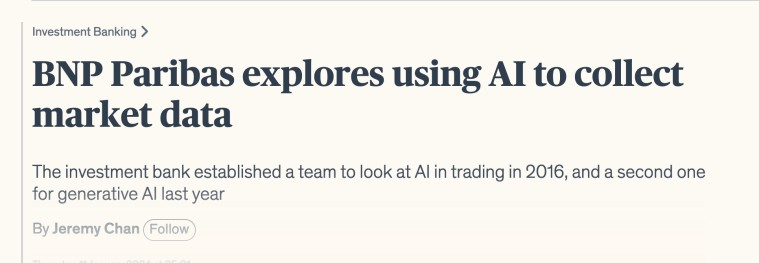 Investment Banking
BNP Paribas explores using AI to collect
market data
The investment bank established a team to look at AI in trading in 2016, and a second one
for generative AI last year
By Jeremy Chan Follow